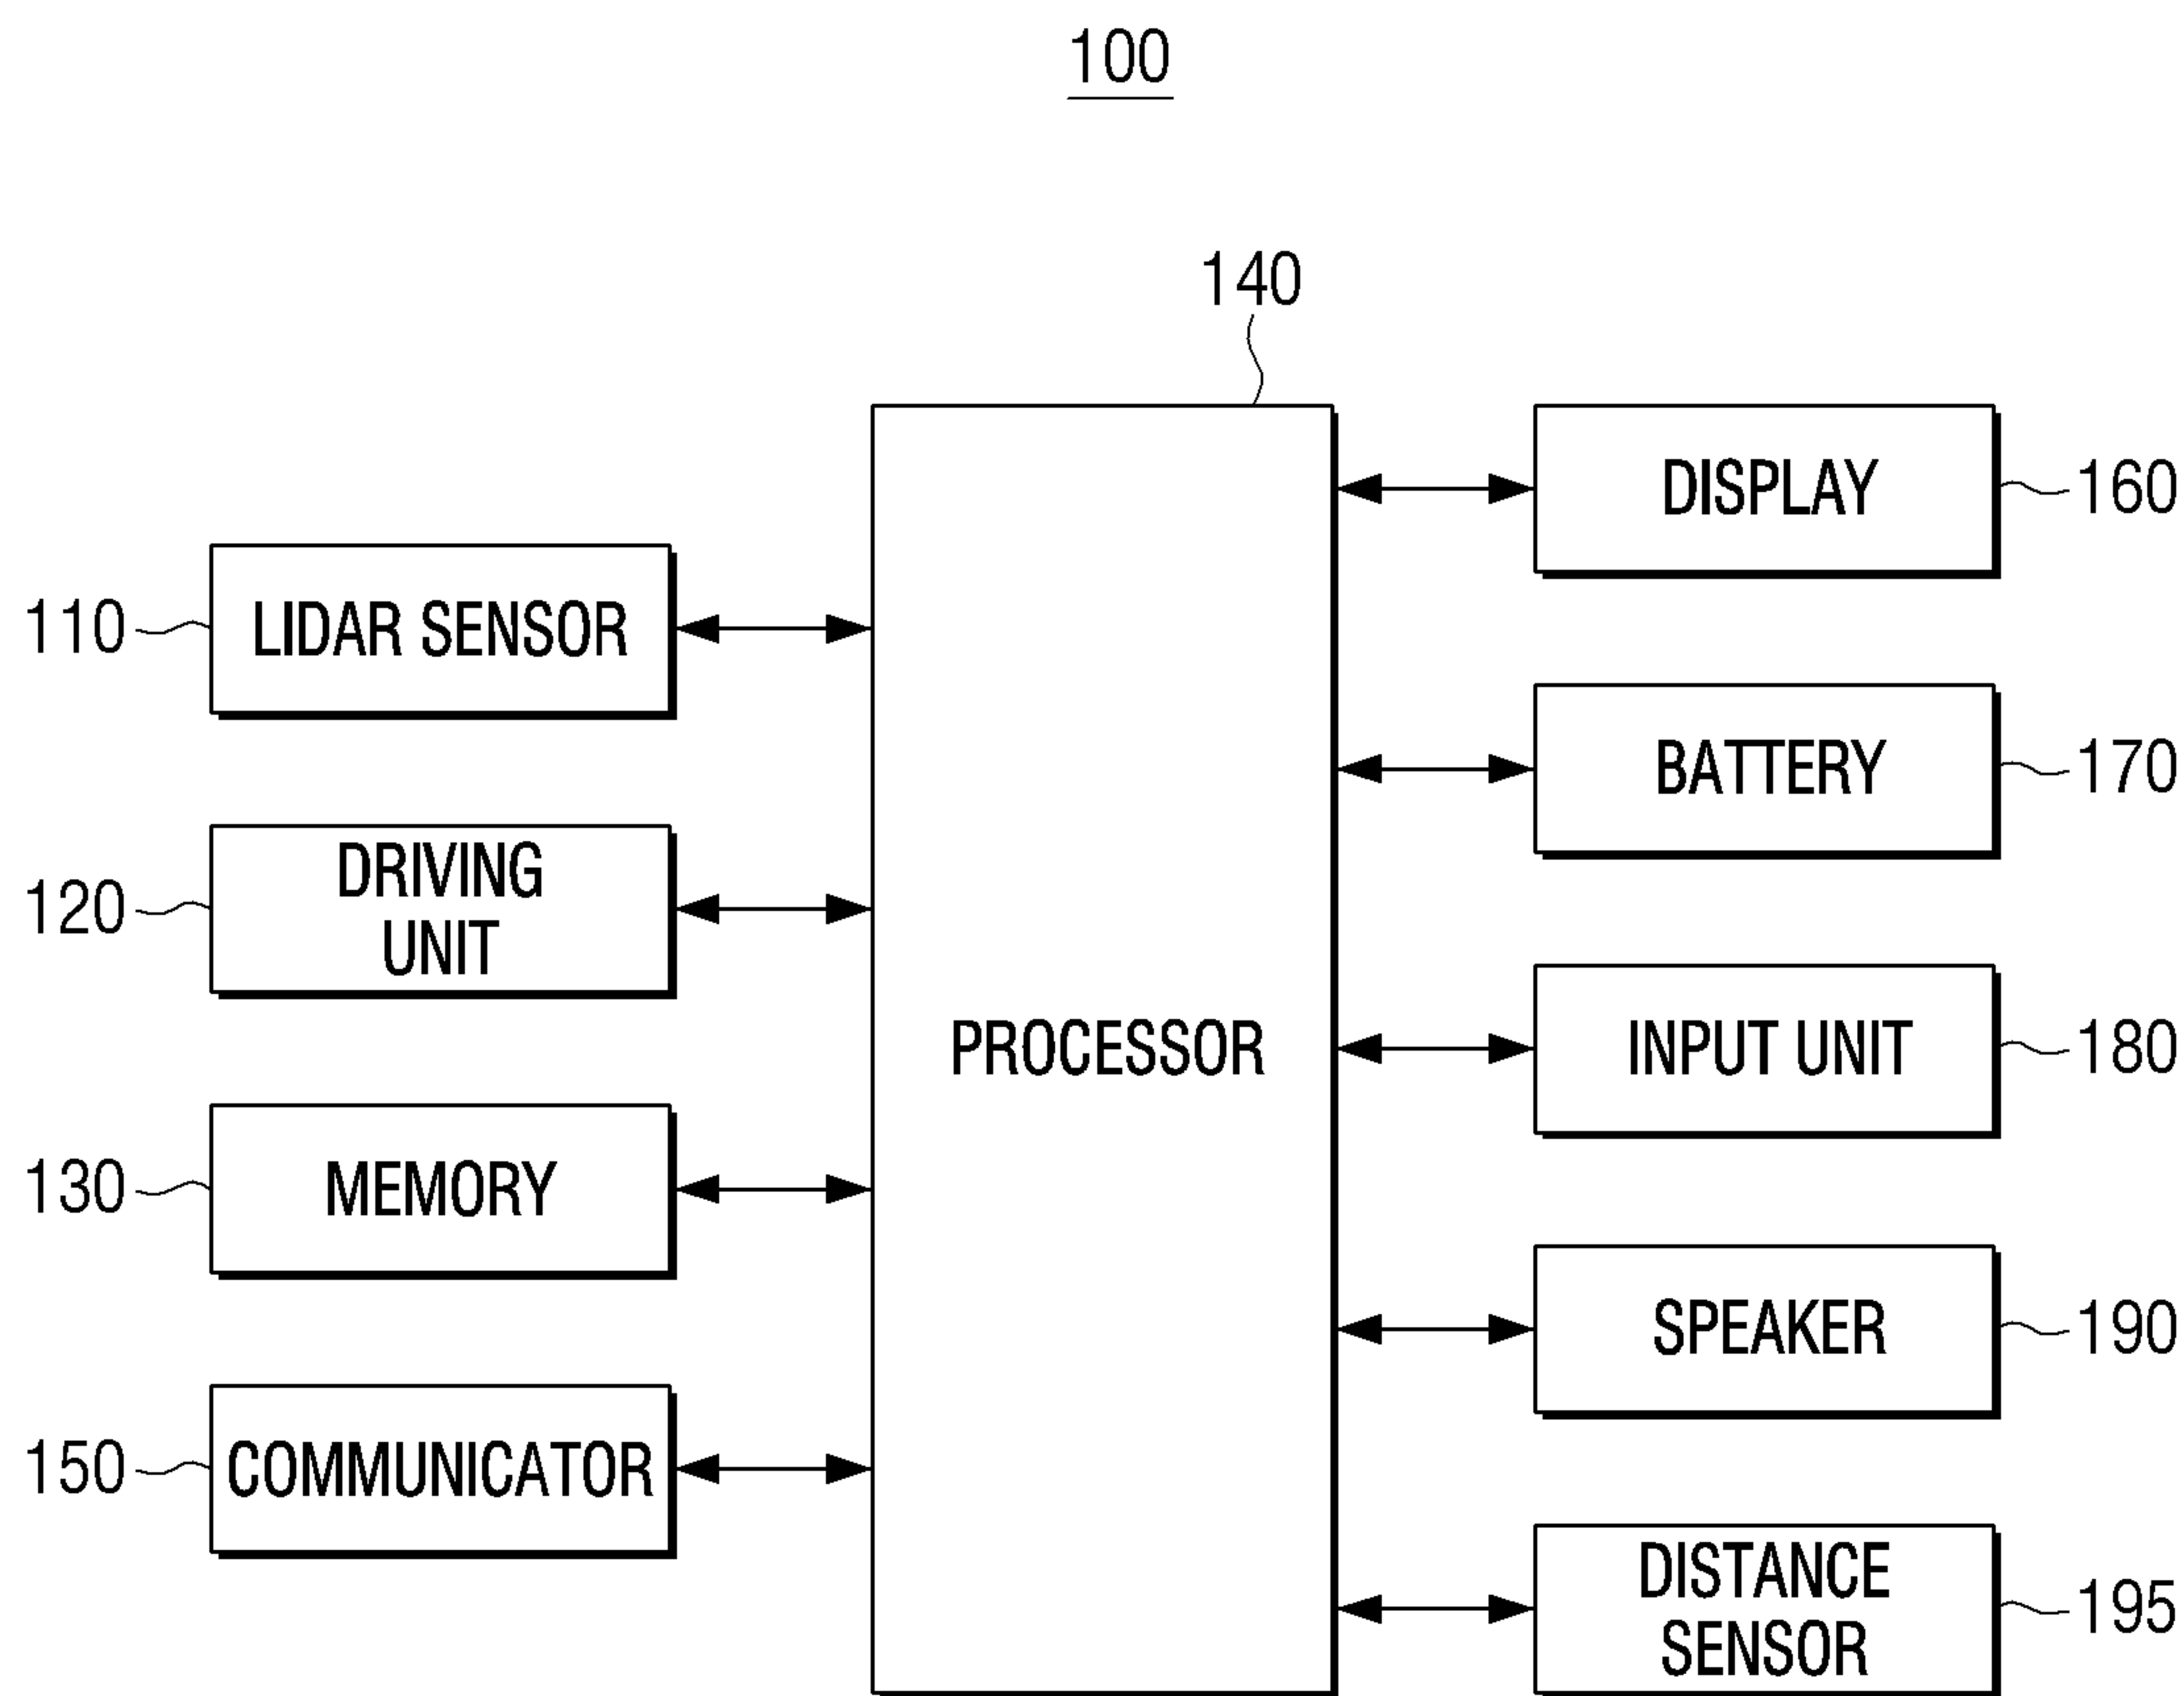 100
140
DISPLAY
160
110
LIDAR SENSOR
BATTERY
170
120
DRIVING
UNIT
PROCESSOR
INPUT UNIT
180
130
MEMORY
SPEAKER
190
150
COMMUNICATOR
DISTANCE
SENSOR
195